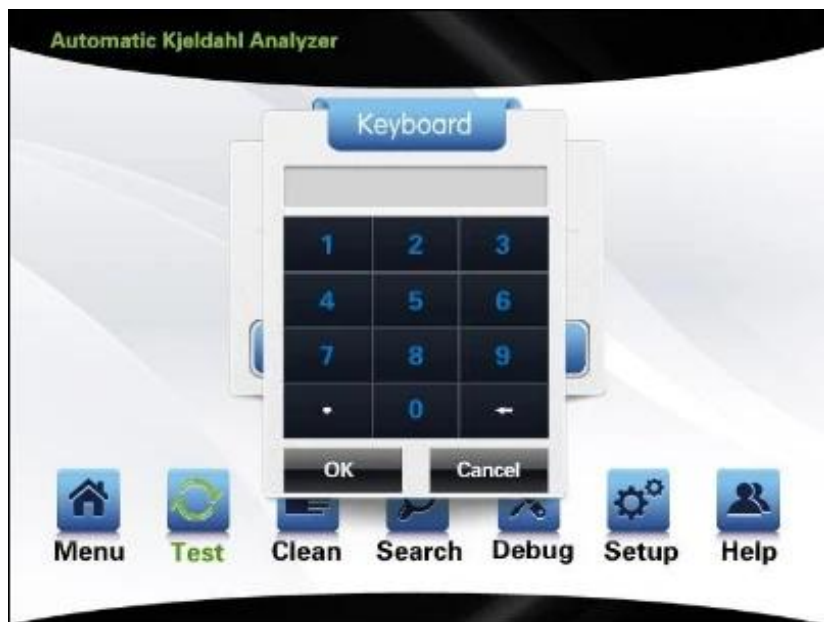 Automatic Kjeldahl Analyzer
Keyboard
1 2 3
4 5 6
7 8 9
. 0 ←
OK Cancel
Menu Test Clean Search Debug Setup Help